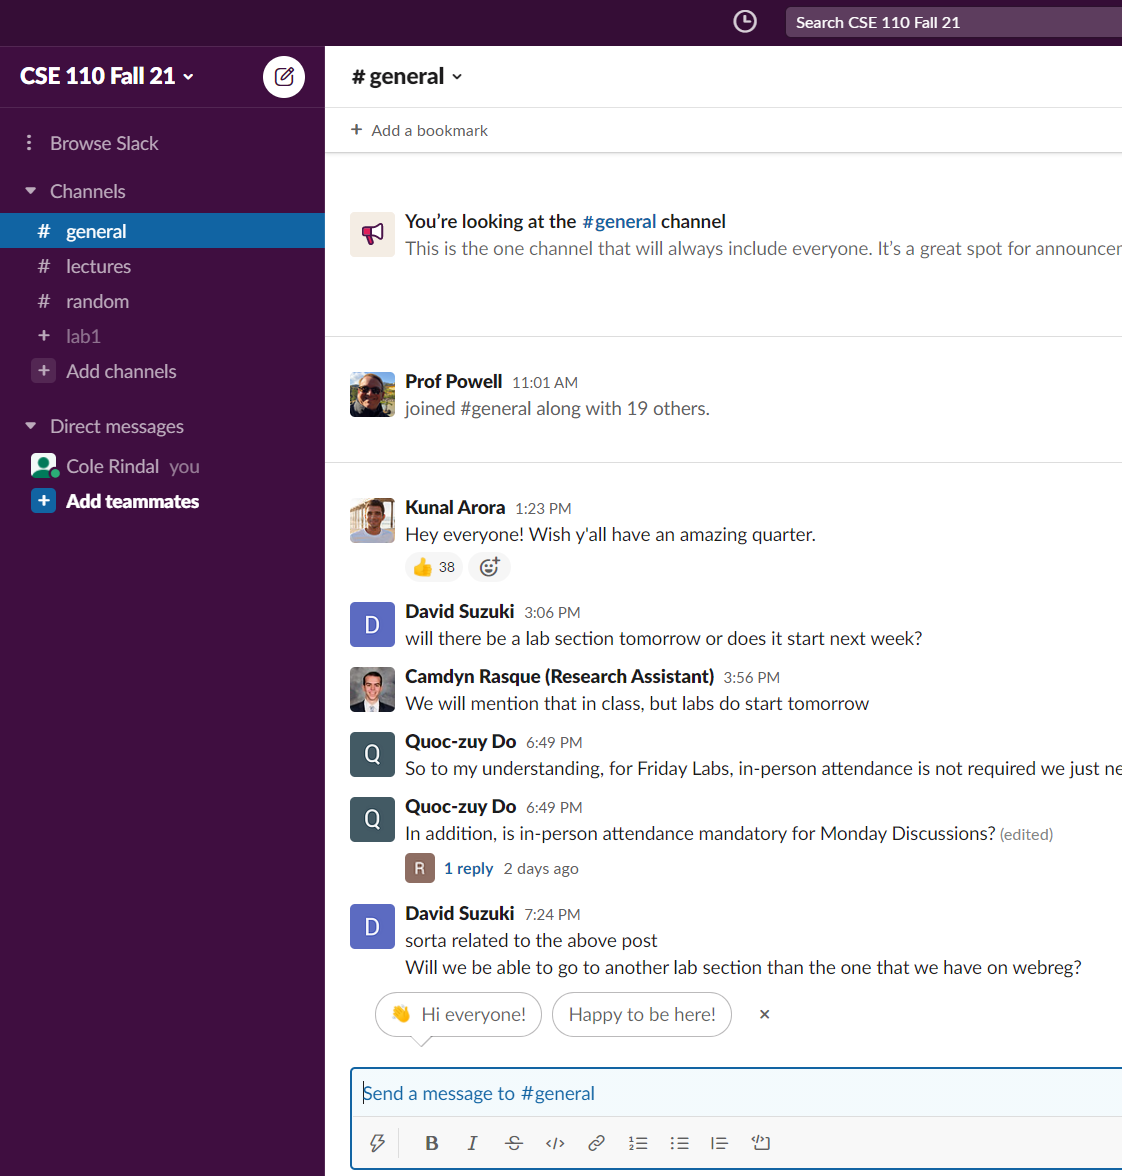 Search CSE 110 Fall 21
CSE 110 Fall 21
# general
+ Add a bookmark
Browse Slack
Channels
# general
# lectures
# random
+ lab1
+ Add channels
Direct messages
Cole Rindal you
+ Add teammates
You’re looking at the #general channel
This is the one channel that will always include everyone. It’s a great spot for
Prof Powell 11:01 AM
joined #general along with 19 others.
Kunal Arora 1:23 PM
Hey everyone! Wish y'all have an amazing quarter.
👍 38
D
David Suzuki 3:06 PM
will there be a lab section tomorrow or does it start next week?
Camdyn Rasque (Research Assistant) 3:56 PM
We will mention that in class, but labs do start tomorrow
Q
Quoc-zuy Do 6:49 PM
So to my understanding, for Friday Labs, in-person attendance is not required we just
Q
Quoc-zuy Do 6:49 PM
In addition, is in-person attendance mandatory for Monday Discussions? (edited)
R 1 reply 2 days ago
D
David Suzuki 7:24 PM
sorta related to the above post
Will we be able to go to another lab section than the one that we have on webreg?
👋 Hi everyone!
Happy to be here!
Send a message to #general
B I S </>